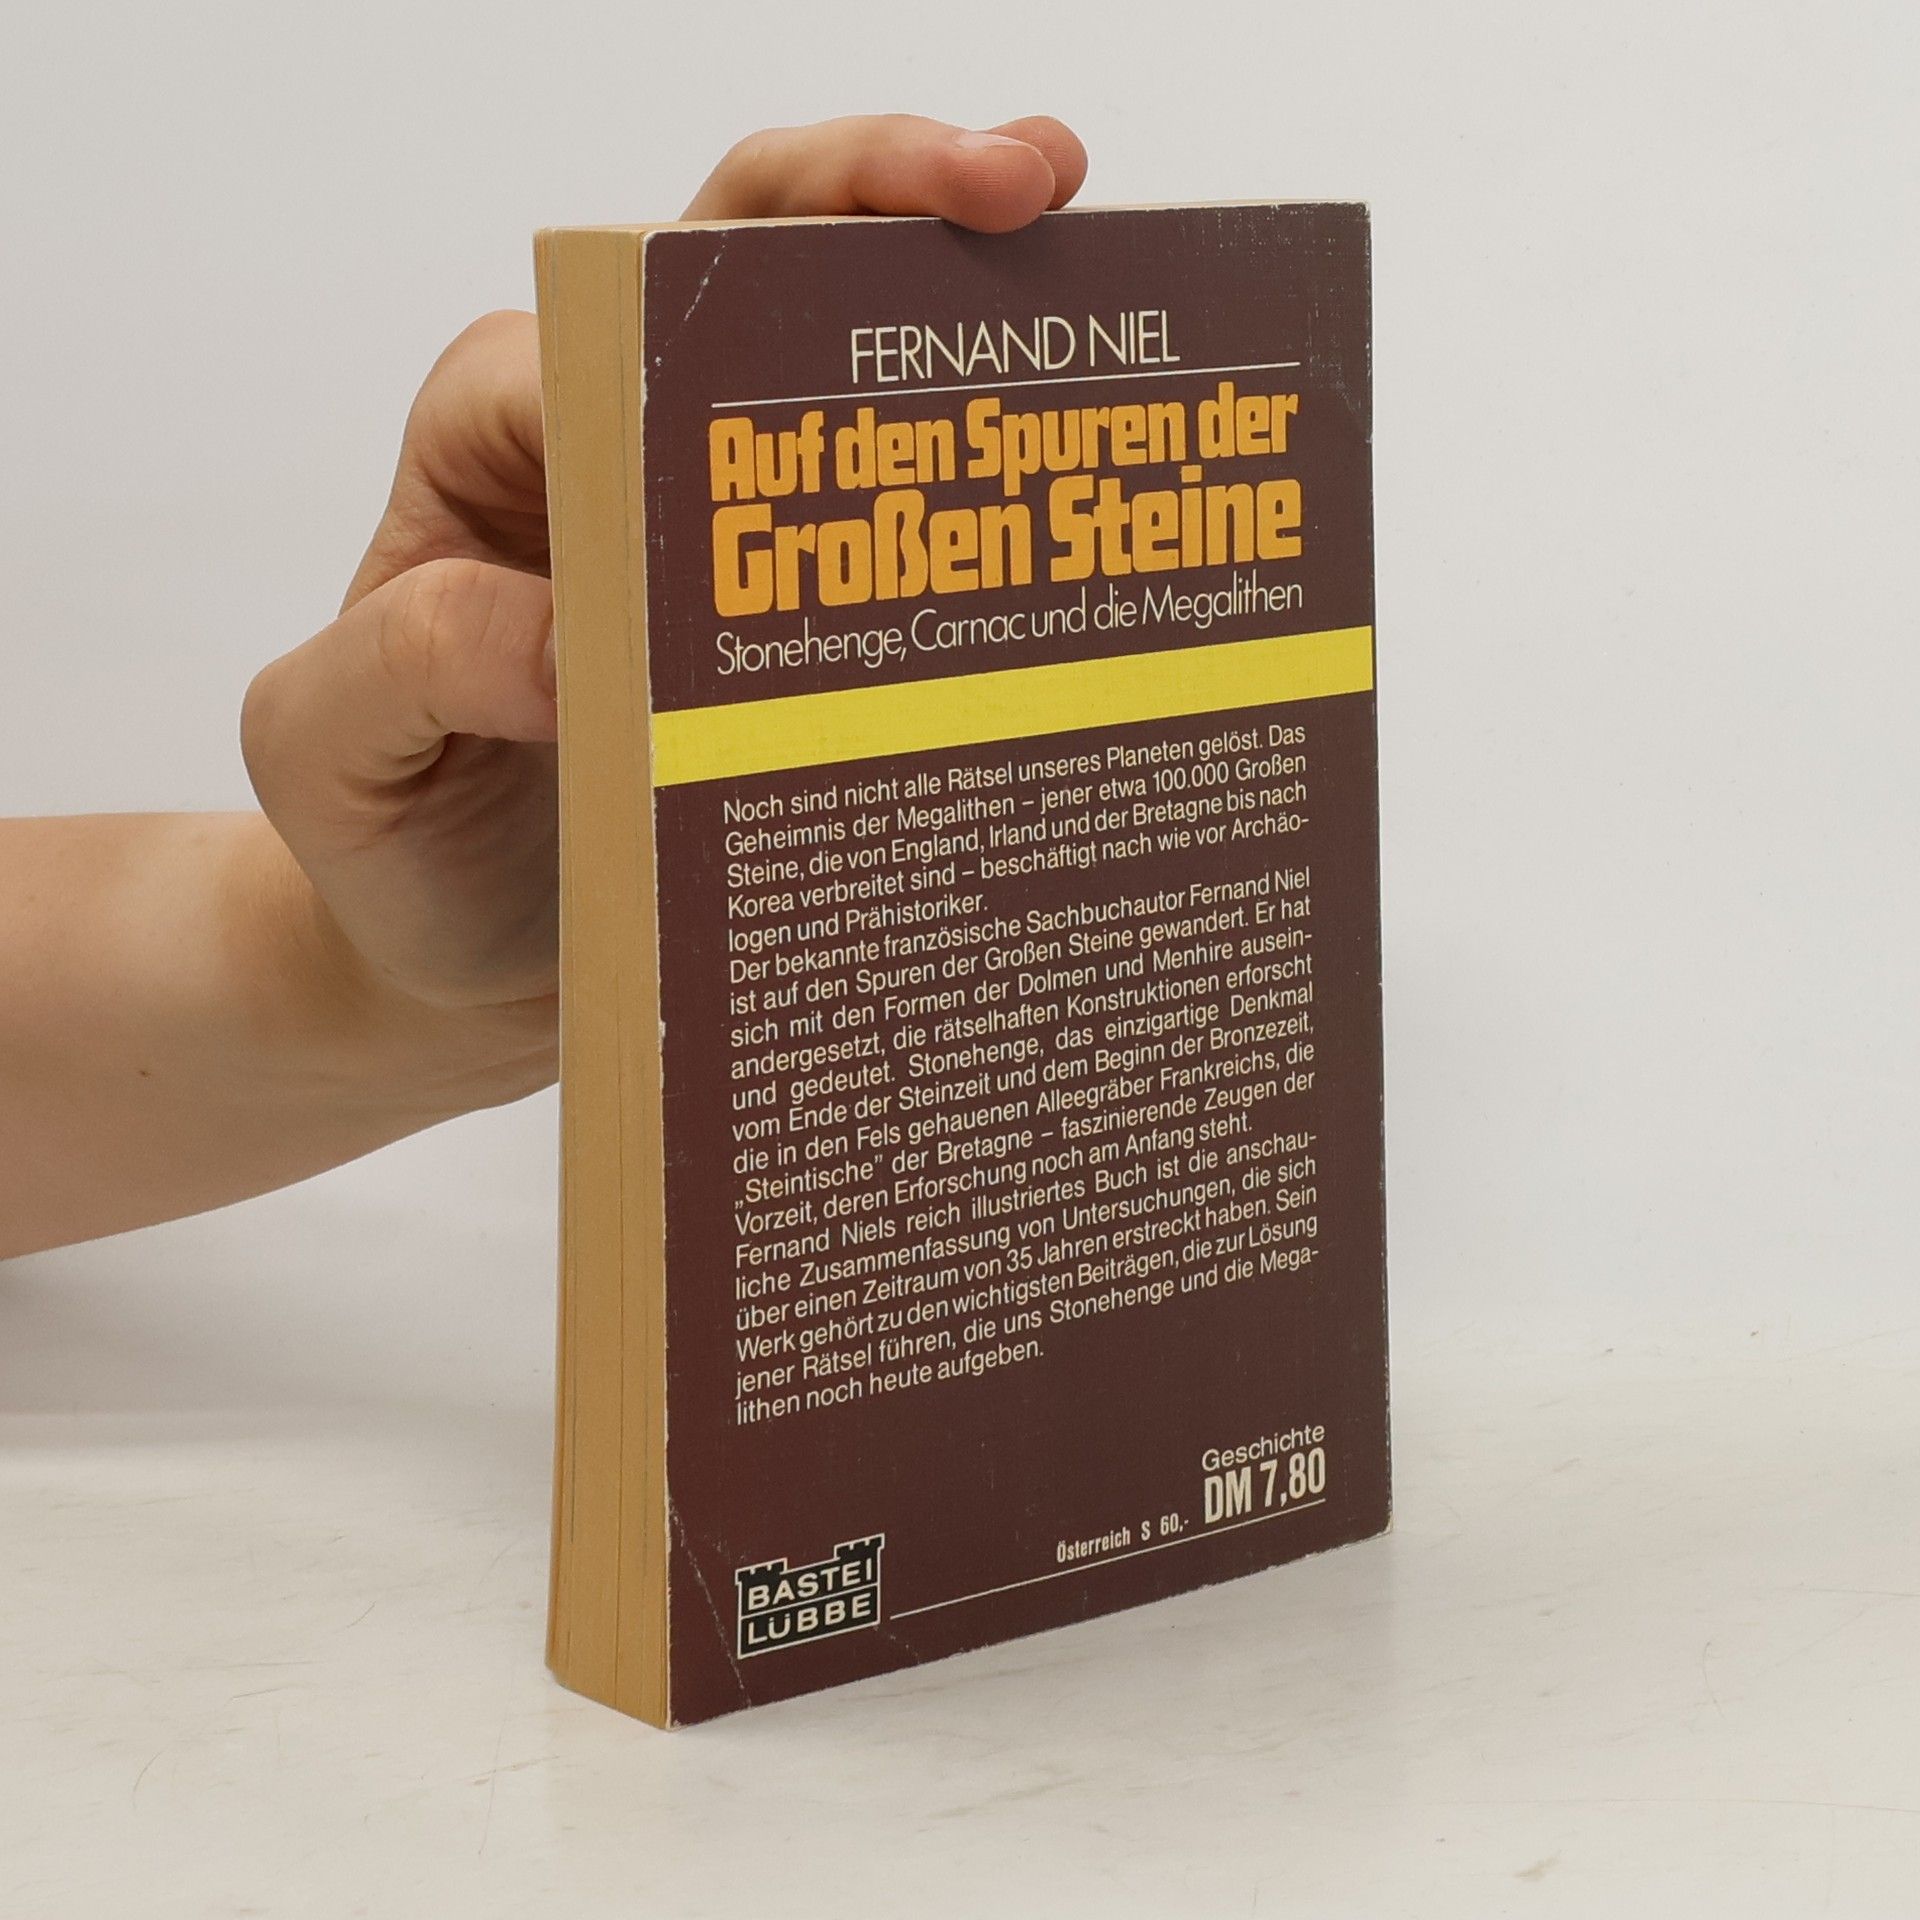 FERNAND NIEL
Auf den Spuren der
Großen Steine
Stonehenge, Carnac und die Megalithen
Noch sind nicht alle Rätsel unseres Planeten gelöst. Das
Geheimnis der Megalithen – jener etwa 100.000 Großen
Steine, die von England, Irland und der Bretagne bis nach
Korea verbreitet sind – beschäftigt nach wie vor Archäo-
logen und Prähistoriker.
Der bekannte französische Sachbuchautor Fernand Niel
ist auf den Spuren der Großen Steine gewandert. Er hat
sich mit den Formen der Dolmen und Menhire ausein-
andergesetzt, die rätselhaften Konstruktionen erforscht
und gedeutet. Stonehenge, das einzigartige Denkmal
vom Ende der Steinzeit und dem Beginn der Bronzezeit,
die in den Fels gehauenen Alleegräber Frankreichs, die
„Steintische” der Bretagne – faszinierende Zeugen der
Vorzeit, deren Erforschung noch am Anfang steht.
Fernand Niels reich illustriertes Buch ist die anschau-
liche Zusammenfassung von Untersuchungen, die sich
über einen Zeitraum von 35 Jahren erstreckt haben. Sein
Werk gehört zu den wichtigsten Beiträgen, die zur Lösung
jener Rätsel führen, die uns Stonehenge und die Mega-
lithen noch heute aufgeben.
Geschichte
DM 7,80
Österreich S 60,-
BASTEI
LÜBBE